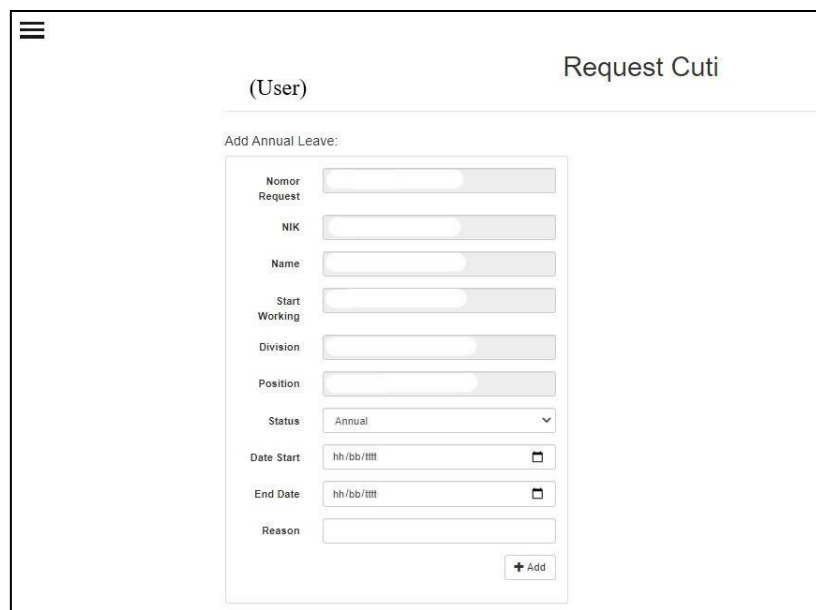 Request Cuti
(User)
Add Annual Leave:
Nomor
Request
NIK
Name
Start
Working
Division
Position
Status Annual
Date Start hh/bb/tttt
End Date hh/bb/tttt
Reason
+ Add